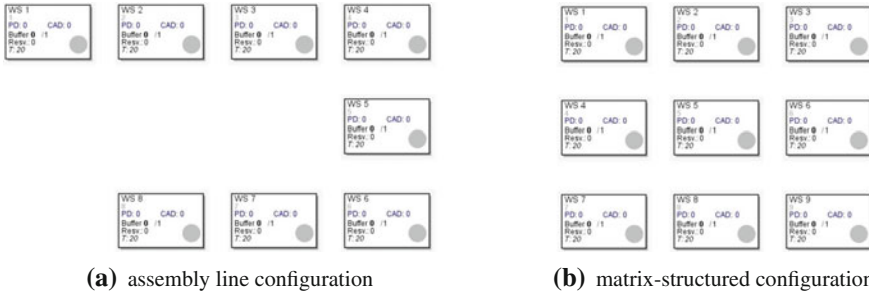 WS 1
PD: 0 CAD: 0
Buffer 0 /1
Resv.: 0
T: 20
WS 2
PD: 0 CAD: 0
Buffer 0 /1
Resv.: 0
T: 20
WS 3
PD: 0 CAD: 0
Buffer 0 /1
Resv.: 0
T: 20
WS 4
PD: 0 CAD: 0
Buffer 0 /1
Resv.: 0
T: 20
WS 5
PD: 0 CAD: 0
Buffer 0 /1
Resv.: 0
T: 20
WS 8
PD: 0 CAD: 0
Buffer 0 /1
Resv.: 0
T: 20
WS 7
PD: 0 CAD: 0
Buffer 0 /1
Resv.: 0
T: 20
WS 6
PD: 0 CAD: 0
Buffer 0 /1
Resv.: 0
T: 20
(a) assembly line configuration
WS 1
PD: 0 CAD: 0
Buffer 0 /1
Resv.: 0
T: 20
WS 2
PD: 0 CAD: 0
Buffer 0 /1
Resv.: 0
T: 20
WS 3
PD: 0 CAD: 0
Buffer 0 /1
Resv.: 0
T: 20
WS 4
PD: 0 CAD: 0
Buffer 0 /1
Resv.: 0
T: 20
WS 5
PD: 0 CAD: 0
Buffer 0 /1
Resv.: 0
T: 20
WS 6
PD: 0 CAD: 0
Buffer 0 /1
Resv.: 0
T: 20
WS 7
PD: 0 CAD: 0
Buffer 0 /1
Resv.: 0
T: 20
WS 8
PD: 0 CAD: 0
Buffer 0 /1
Resv.: 0
T: 20
WS 9
PD: 0 CAD: 0
Buffer 0 /1
Resv.: 0
T: 20
(b) matrix-structured configuration